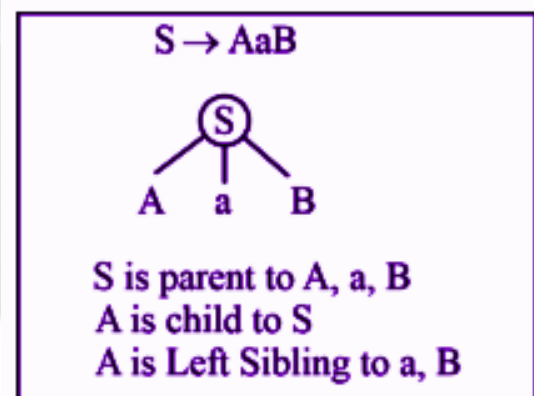 S → AaB
S
A a B
S is parent to A, a, B
A is child to S
A is Left Sibling to a, B